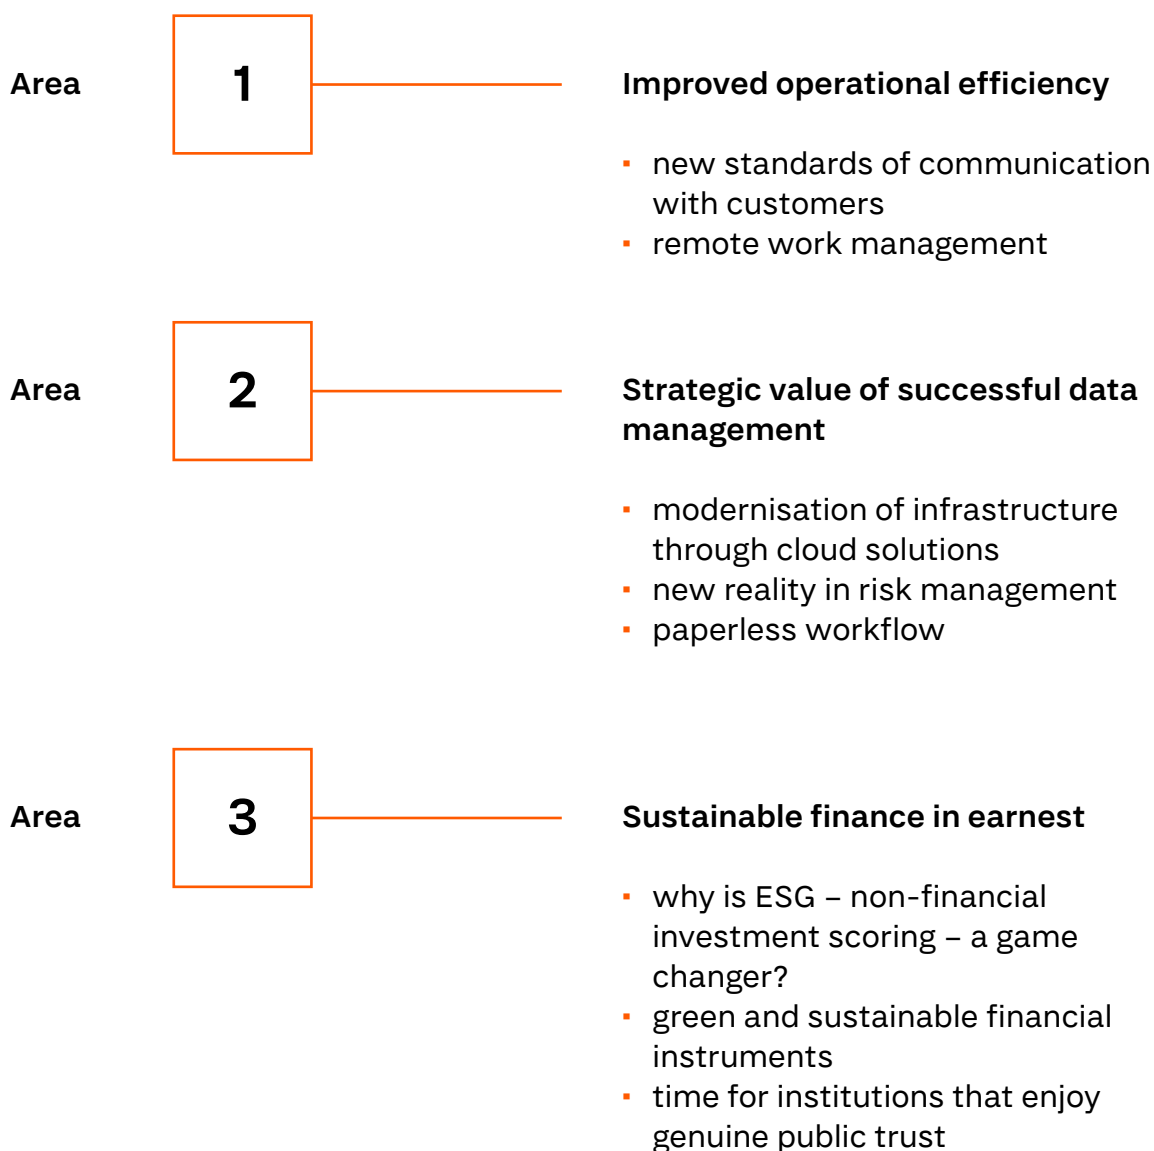 Area
1
Improved operational efficiency
▪ new standards of communication
with customers
▪ remote work management
Area
2
Strategic value of successful data
management
▪ modernisation of infrastructure
through cloud solutions
▪ new reality in risk management
▪ paperless workflow
Area
3
Sustainable finance in earnest
▪ why is ESG – non-financial
investment scoring – a game
changer?
▪ green and sustainable financial
instruments
▪ time for institutions that enjoy
genuine public trust